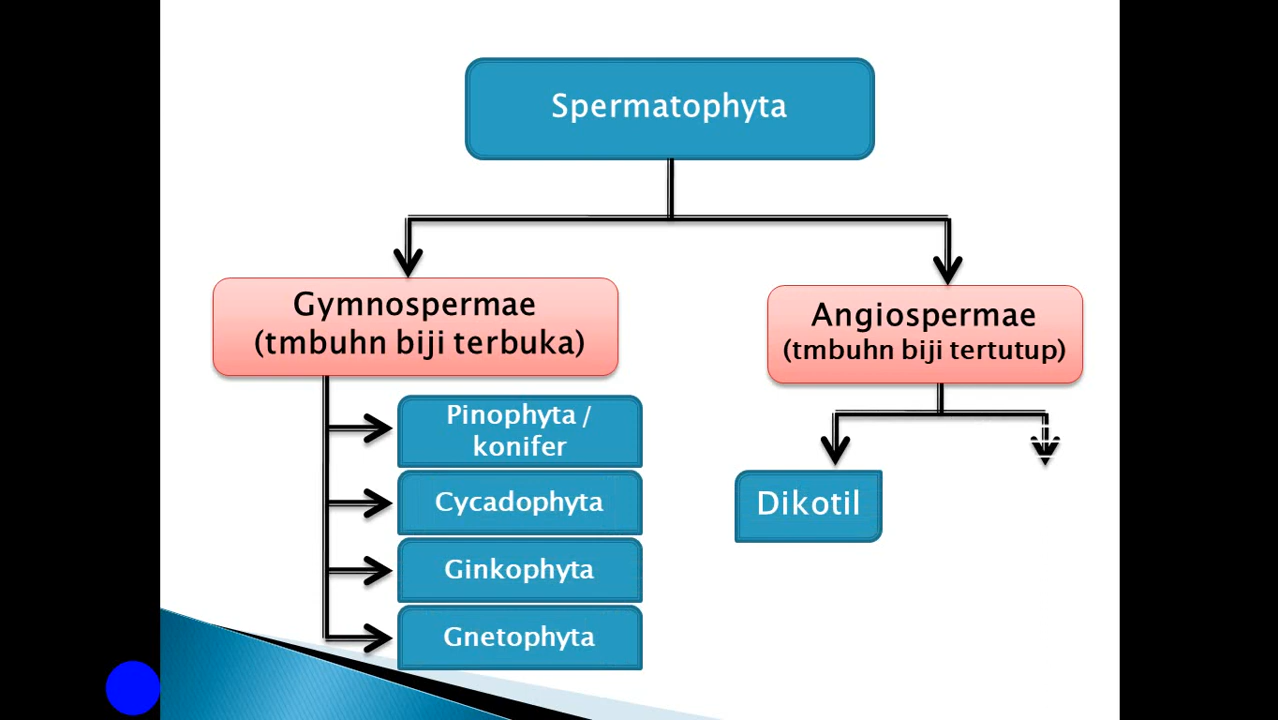 Spermatophyta
Gymnospermae
(tmbuhn biji terbuka)
Angiospermae
(tmbuhn biji tertutup)
Pinophyta /
konifer
Cycadophyta
Ginkophyta
Gnetophyta
Dikotil